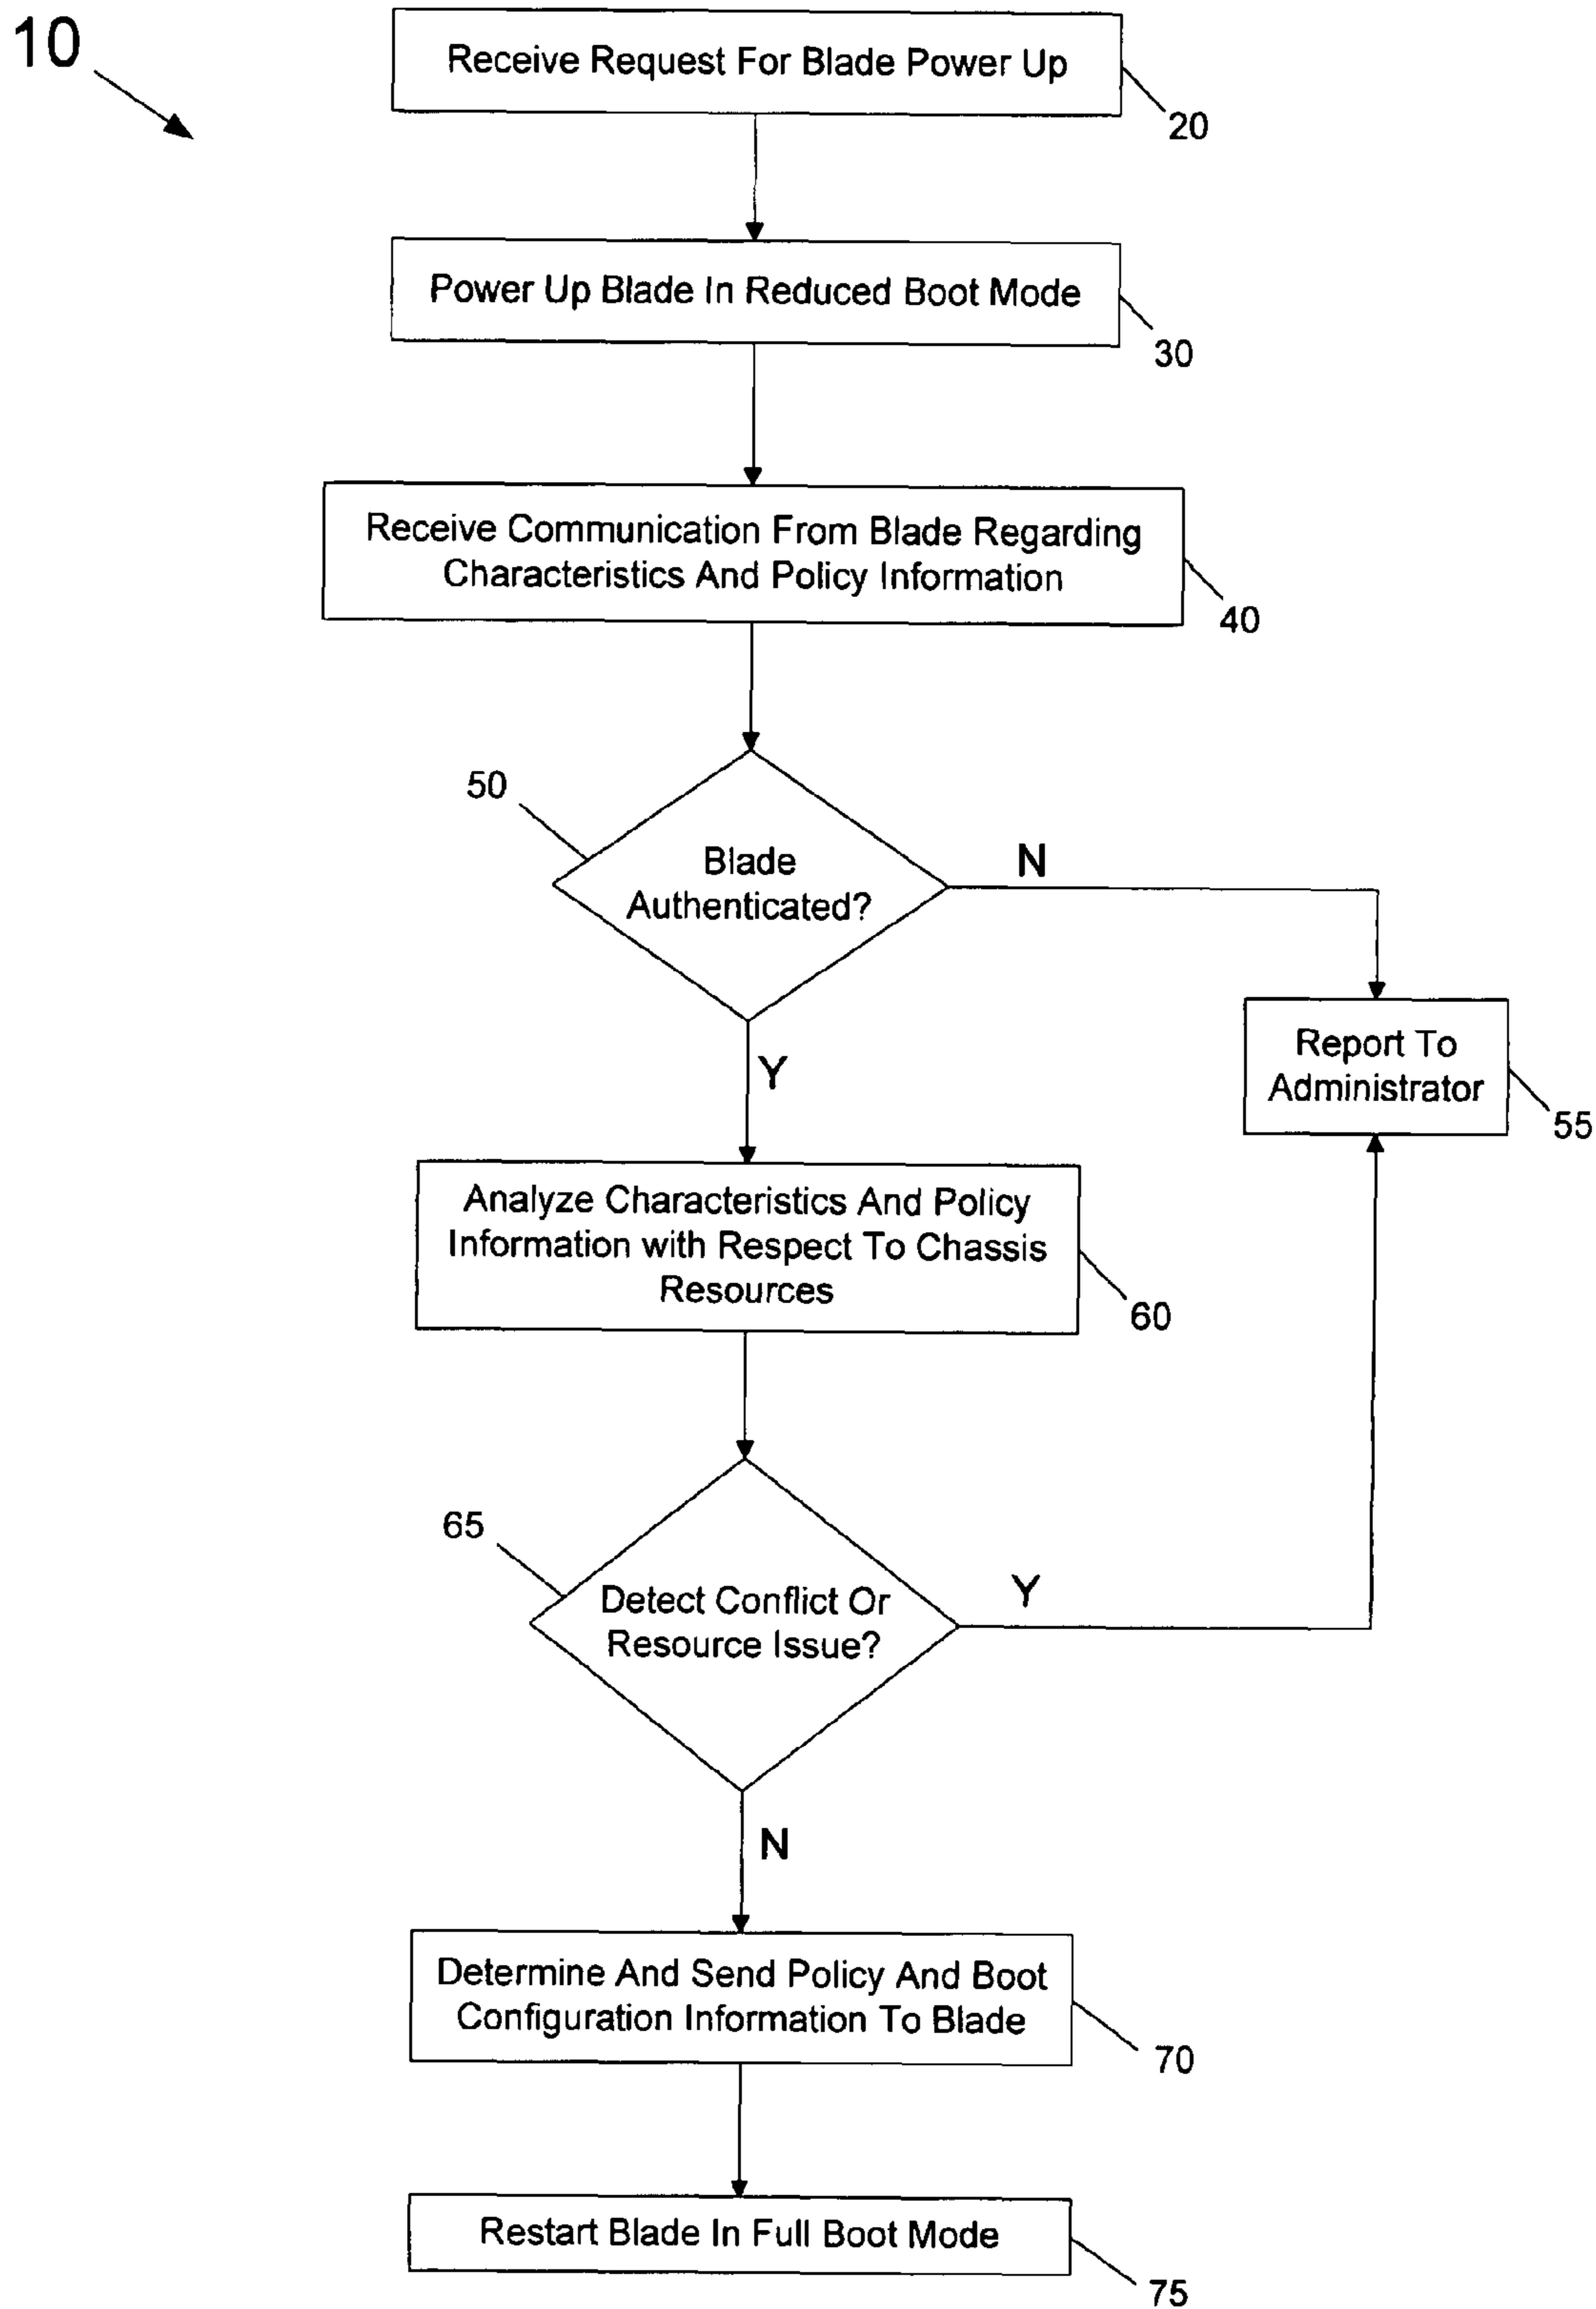 10
Receive Request For Blade Power Up
20
Power Up Blade In Reduced Boot Mode
30
Receive Communication From Blade Regarding
Characteristics And Policy Information
40
50
Blade
Authenticated?
N
Y
Report To
Administrator
55
Analyze Characteristics And Policy
Information with Respect To Chassis
Resources
60
65
Detect Conflict Or
Resource Issue?
Y
N
Determine And Send Policy And Boot
Configuration Information To Blade
70
Restart Blade In Full Boot Mode
75